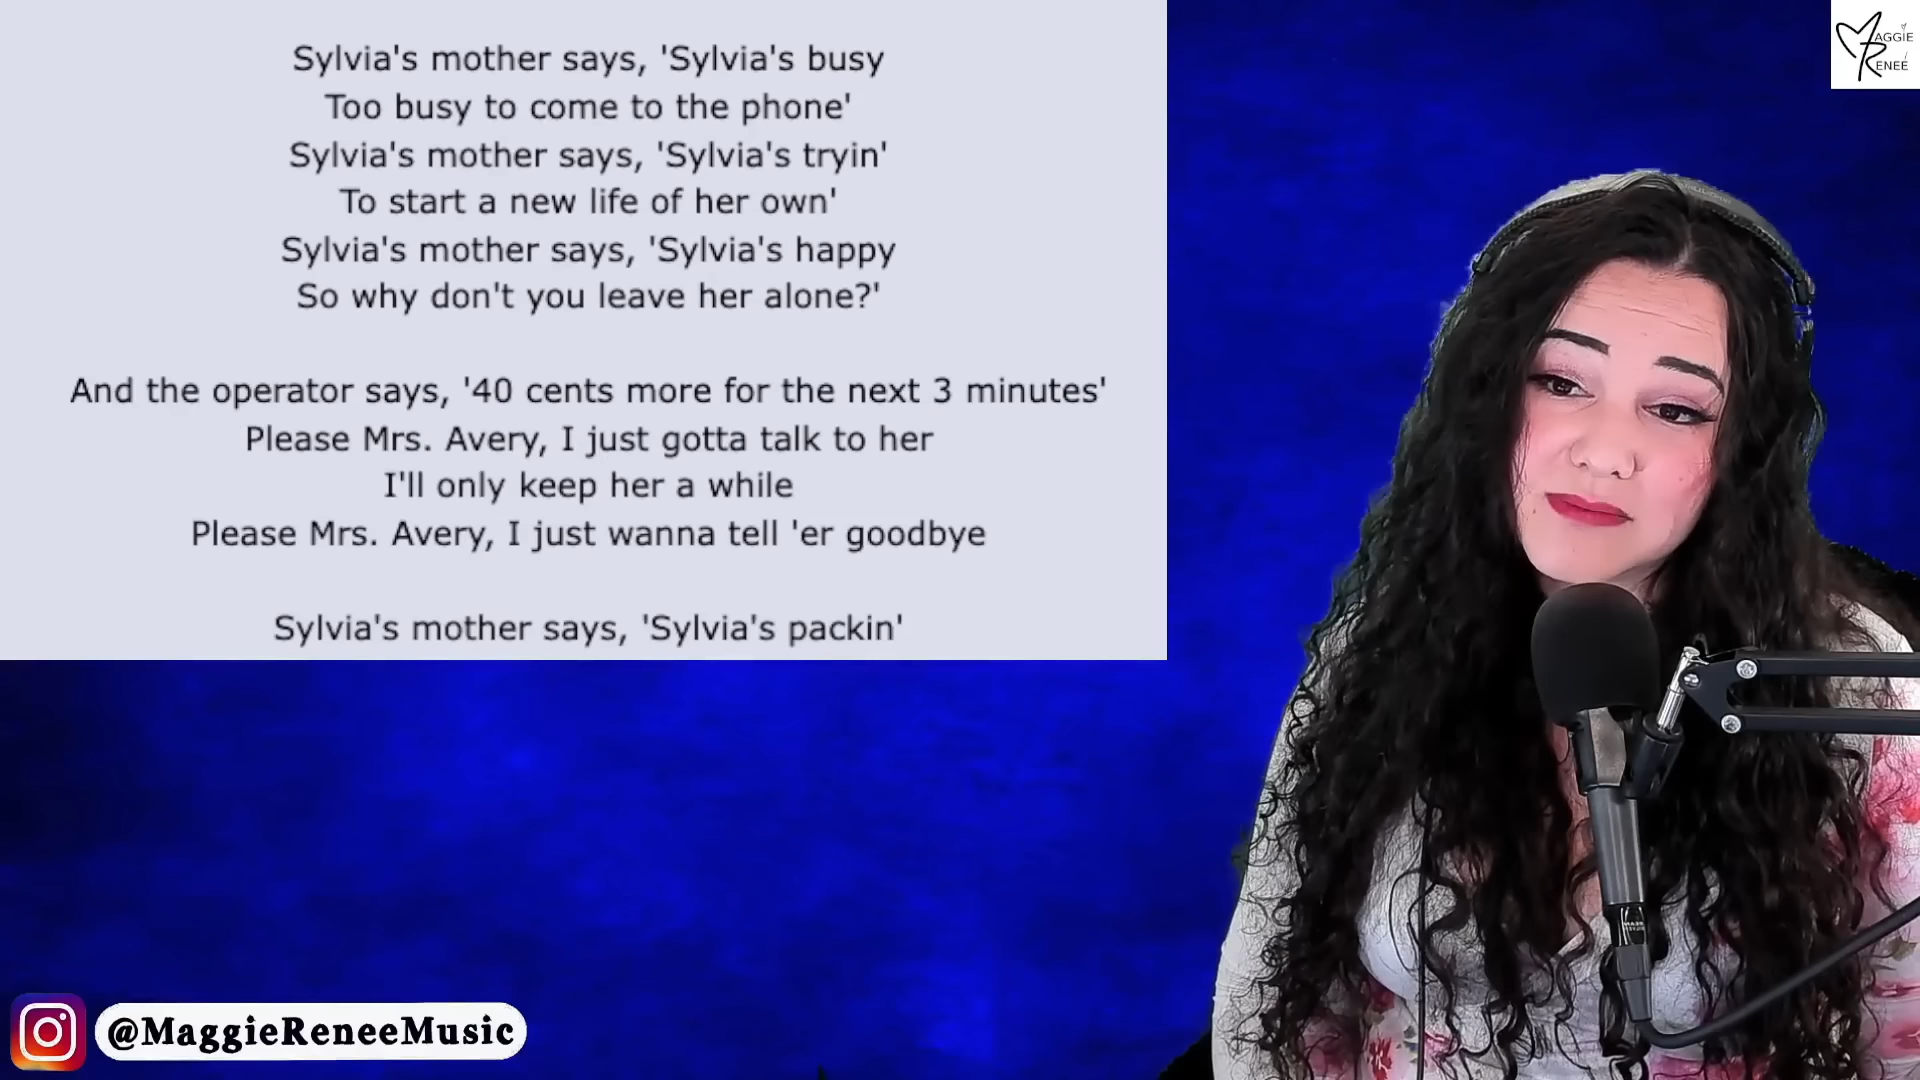 Sylvia's mother says, 'Sylvia's busy
Too busy to come to the phone'
Sylvia's mother says, 'Sylvia's tryin'
To start a new life of her own'
Sylvia's mother says, 'Sylvia's happy
So why don't you leave her alone?'
And the operator says, '40 cents more for the next 3 minutes'
Please Mrs. Avery, I just gotta talk to her
I'll only keep her a while
Please Mrs. Avery, I just wanna tell 'er goodbye
Sylvia's mother says, 'Sylvia's packin'
MAGGIE
RENEE
@MaggieReneeMusic